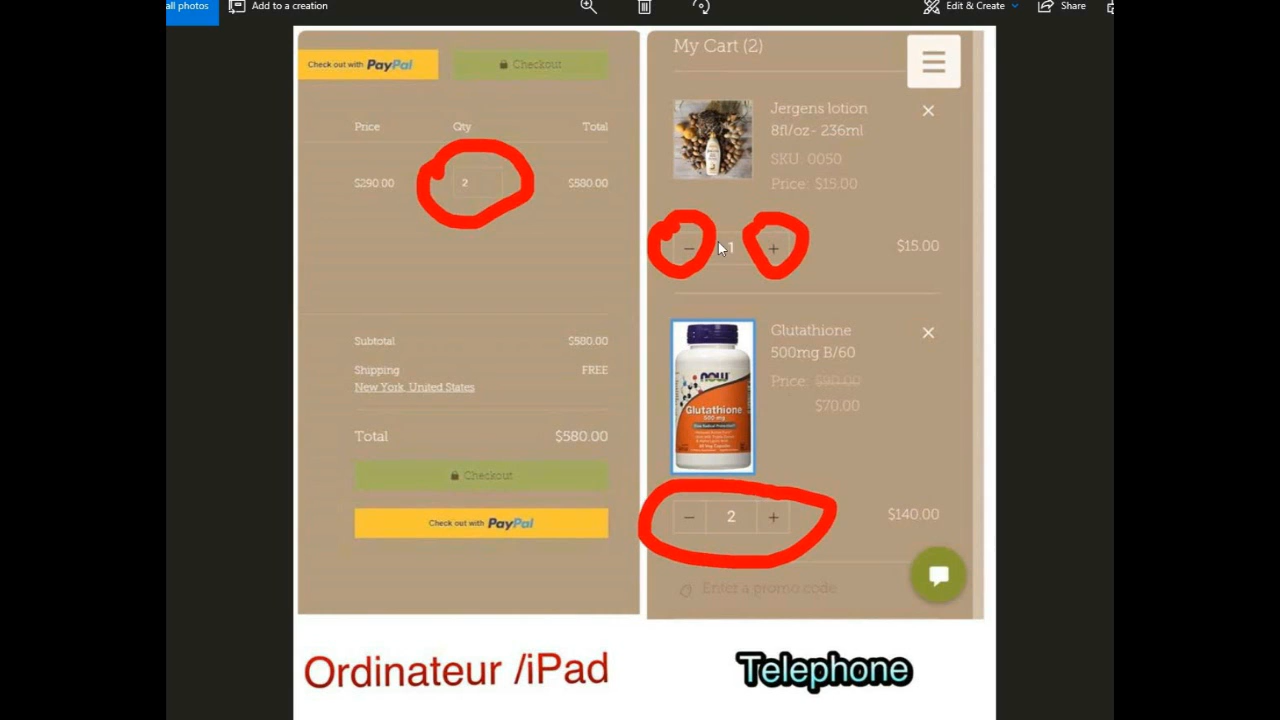 all photos
Add to a creation
Edit & Create
Share
Check out with PayPal
Checkout
Price Qty Total
$290.00 2 $580.00
Subtotal $580.00
Shipping FREE
New York, United States
Total $580.00
Checkout
Check out with PayPal
My Cart (2)
Jergens lotion
8fl/oz- 236ml
SKU: 0050
Price: $15.00
− 1 + $15.00
Glutathione
500mg B/60
Price: $90.00
$70.00
NOW
Glutathione
500 mg
− 2 + $140.00
Enter a promo code
Ordinateur /iPad
Telephone